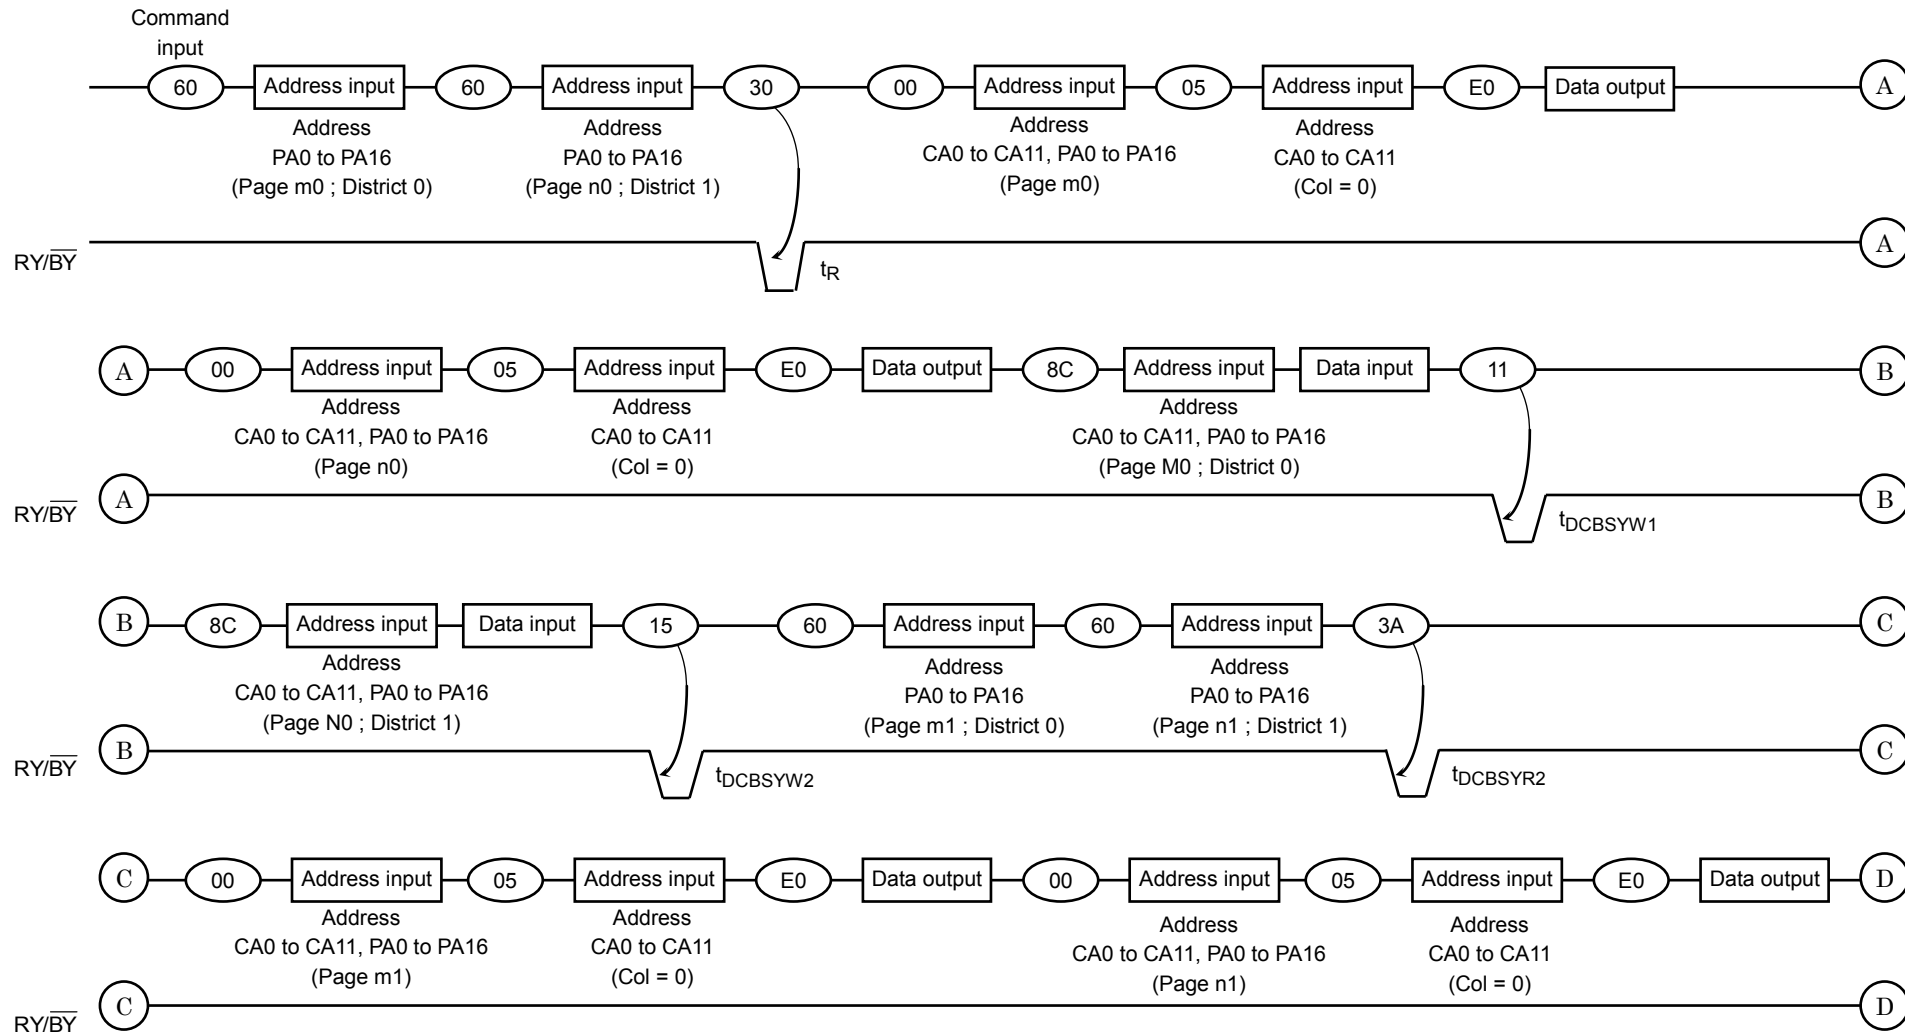 Command
input
60 Address input 60 Address input 30 00 Address input 05 Address input E0 Data output A
Address
PA0 to PA16
(Page m0 ; District 0)
Address
PA0 to PA16
(Page n0 ; District 1)
Address
CA0 to CA11, PA0 to PA16
(Page m0)
Address
CA0 to CA11
(Col = 0)
RY/BY tR A
A 00 Address input 05 Address input E0 Data output 8C Address input Data input 11 B
Address
CA0 to CA11, PA0 to PA16
(Page n0)
Address
CA0 to CA11
(Col = 0)
Address
CA0 to CA11, PA0 to PA16
(Page M0 ; District 0)
RY/BY A tDCBSYW1 B
B 8C Address input Data input 15 60 Address input 60 Address input 3A C
Address
CA0 to CA11, PA0 to PA16
(Page N0 ; District 1)
Address
PA0 to PA16
(Page m1 ; District 0)
Address
PA0 to PA16
(Page n1 ; District 1)
RY/BY B tDCBSYW2 tDCBSYR2 C
C 00 Address input 05 Address input E0 Data output 00 Address input 05 Address input E0 Data output D
Address
CA0 to CA11, PA0 to PA16
(Page m1)
Address
CA0 to CA11
(Col = 0)
Address
CA0 to CA11, PA0 to PA16
(Page n1)
Address
CA0 to CA11
(Col = 0)
RY/BY C D